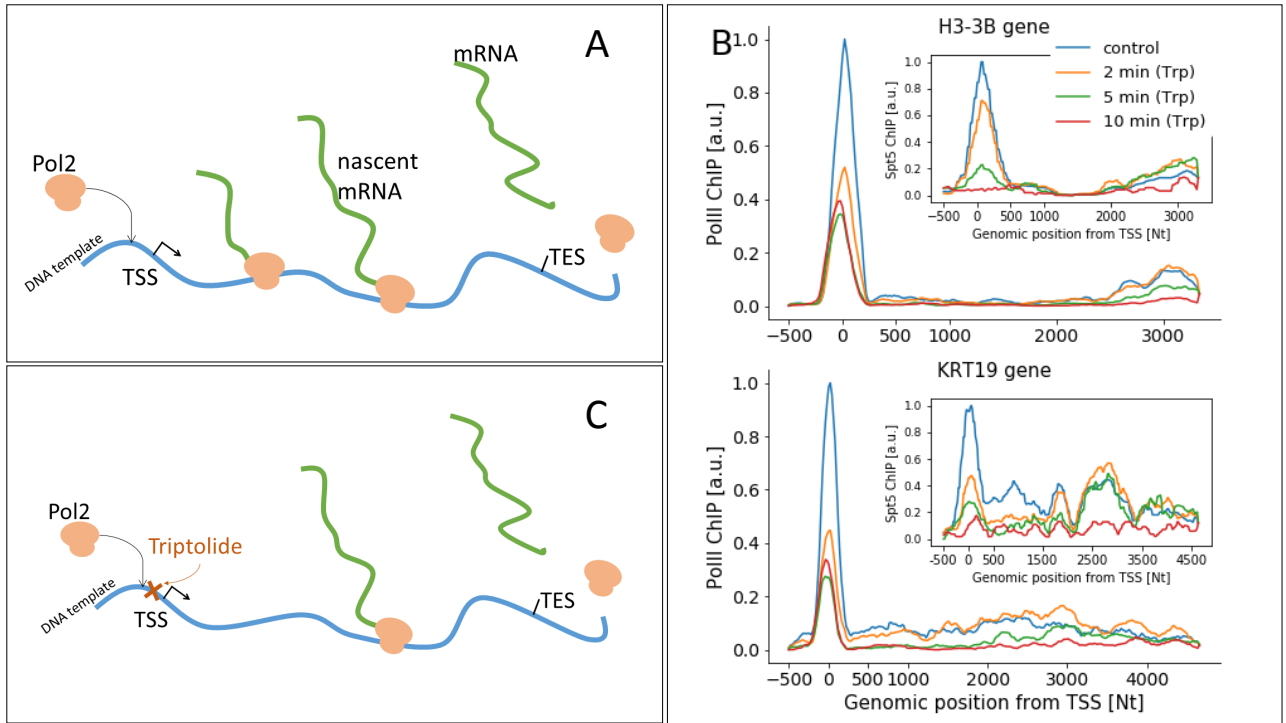 A
mRNA
Pol2
nascent
mRNA
DNA template
TSS
TES
C
Pol2
Triptolide
DNA template
TSS
TES
B
H3-3B gene
control
2 min (Trp)
5 min (Trp)
10 min (Trp)
PolII ChIP [a.u.]
1.0
0.8
0.6
0.4
0.2
0.0
−500 0 500 1000 2000 3000
Spt5 ChIP [a.u.]
1.0
0.8
0.6
0.4
0.2
0.0
−500 0 500 1000 2000 3000
Genomic position from TSS [Nt]
KRT19 gene
PolII ChIP [a.u.]
1.0
0.8
0.6
0.4
0.2
0.0
−500 0 500 1000 2000 3000 4000
Genomic position from TSS [Nt]
Spt5 ChIP [a.u.]
1.0
0.8
0.6
0.4
0.2
0.0
−500 0 500 1500 2500 3500 4500
Genomic position from TSS [Nt]